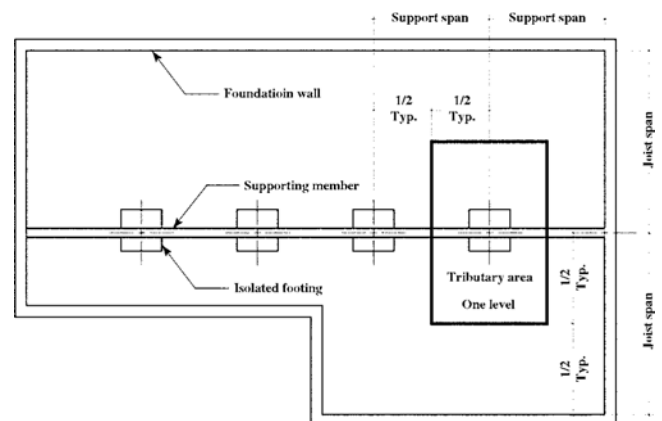 Support span
Support span
Foundatioin wall
1/2
Typ.
1/2
Typ.
Joist span
Supporting member
Isolated footing
Tributary area
One level
1/2
Typ.
1/2
Typ.
Joist span